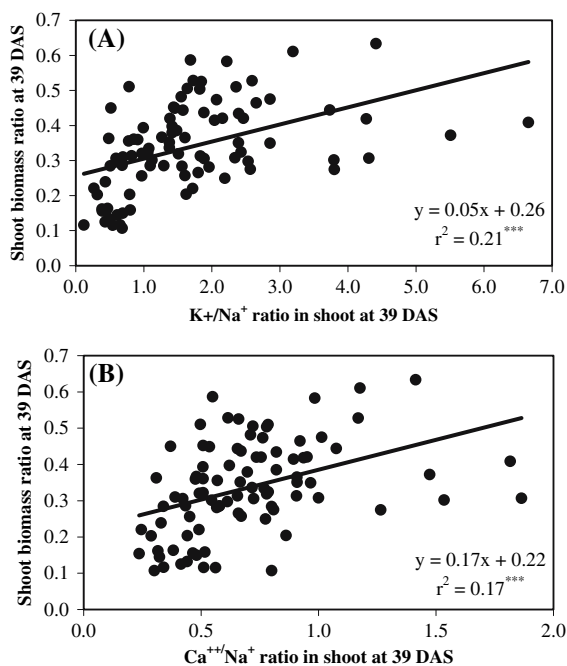 (A)
Shoot biomass ratio at 39 DAS
0.7
0.6
0.5
0.4
0.3
0.2
0.1
0.0
y = 0.05x + 0.26
r² = 0.21***
0.0 1.0 2.0 3.0 4.0 5.0 6.0 7.0
K+/Na⁺ ratio in shoot at 39 DAS
(B)
Shoot biomass ratio at 39 DAS
0.7
0.6
0.5
0.4
0.3
0.2
0.1
0.0
y = 0.17x + 0.22
r² = 0.17***
0.0 0.5 1.0 1.5 2.0
Ca⁺⁺/Na⁺ ratio in shoot at 39 DAS